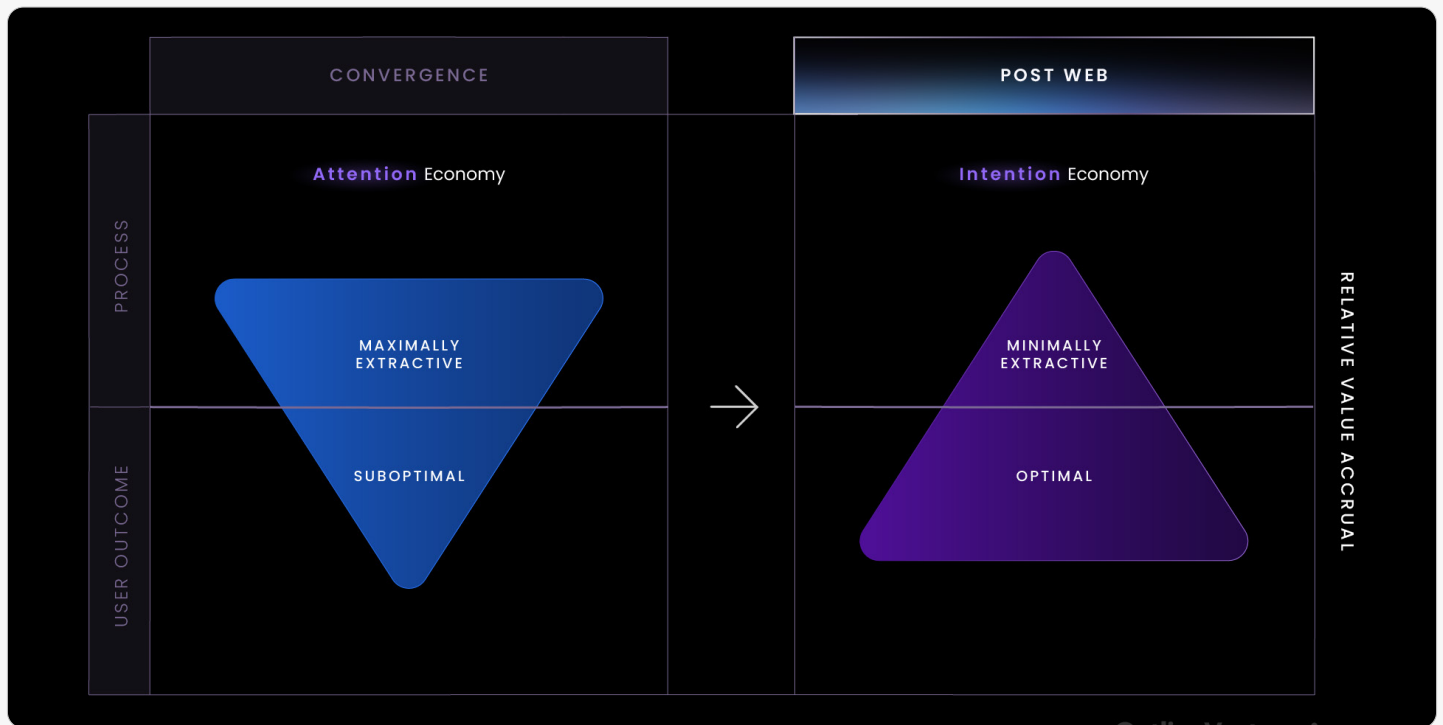 CONVERGENCE
POST WEB
Attention Economy
Intention Economy
PROCESS
MAXIMALLY
EXTRACTIVE
MINIMALLY
EXTRACTIVE
USER OUTCOME
SUBOPTIMAL
OPTIMAL
RELATIVE VALUE ACCRUAL